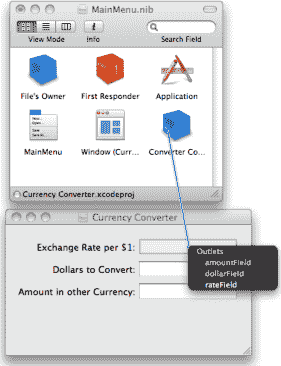 MainMenu.nib
View Mode
Info
Search Field
File's Owner
First Responder
Application
MainMenu
Window (Curr...
Converter Co...
Currency Converter.xcodeproj
Currency Converter
Exchange Rate per $1:
Dollars to Convert:
Amount in other Currency:
Outlets
amountField
dollarField
rateField